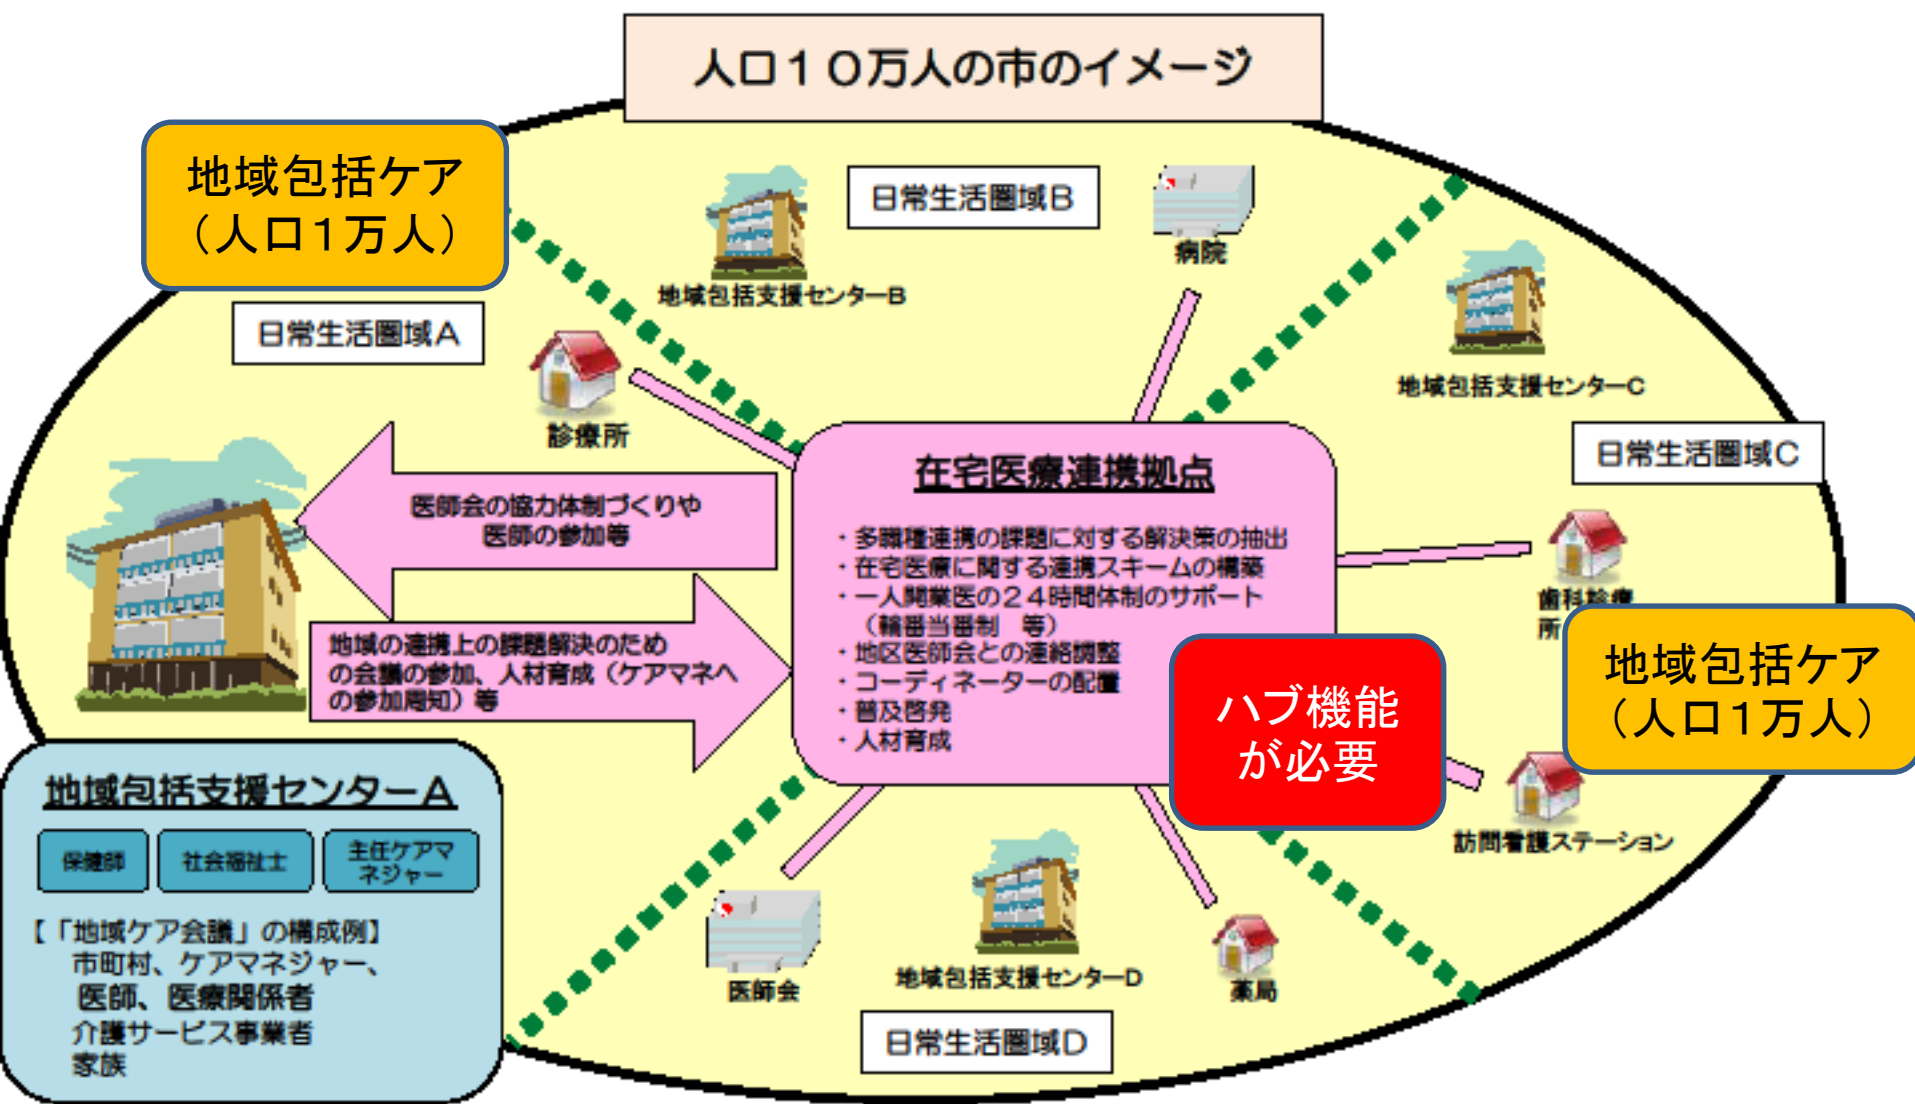 人口１０万人の市のイメージ
地域包括ケア
（人口１万人）
日常生活圏域Ｂ
病院
地域包括支援センターＢ
日常生活圏域Ａ
診療所
地域包括支援センターＣ
日常生活圏域Ｃ
医師会の協力体制づくりや
医師の参加等
地域の連携上の課題解決のため
の会議の参加、人材育成（ケアマネへ
の参加周知）等
在宅医療連携拠点
・多職種連携の課題に対する解決策の抽出
・在宅医療に関する連携スキームの構築
・一人開業医の２４時間体制のサポート
（輪番当番制　等）
・地区医師会との連絡調整
・コーディネーターの配置
・普及啓発
・人材育成
ハブ機能
が必要
歯科診療
所
地域包括ケア
（人口１万人）
訪問看護ステーション
地域包括支援センターＡ
保健師
社会福祉士
主任ケアマ
ネジャー
【「地域ケア会議」の構成例】
市町村、ケアマネジャー、
医師、医療関係者
介護サービス事業者
家族
医師会
地域包括支援センターＤ
薬局
日常生活圏域Ｄ